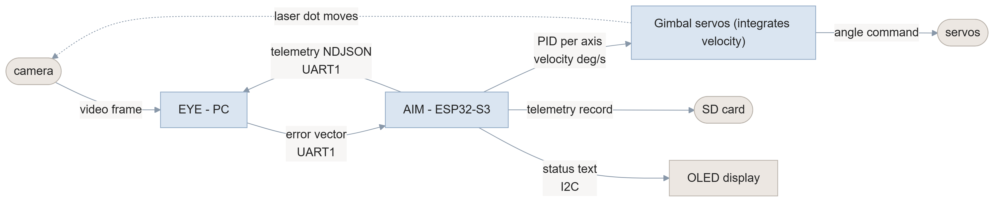 laser dot moves
Gimbal servos (integrates
velocity)
angle command
servos
PID per axis
velocity deg/s
telemetry NDJSON
UART1
camera
video frame
EYE - PC
AIM - ESP32-S3
telemetry record
SD card
error vector
UART1
status text
I2C
OLED display